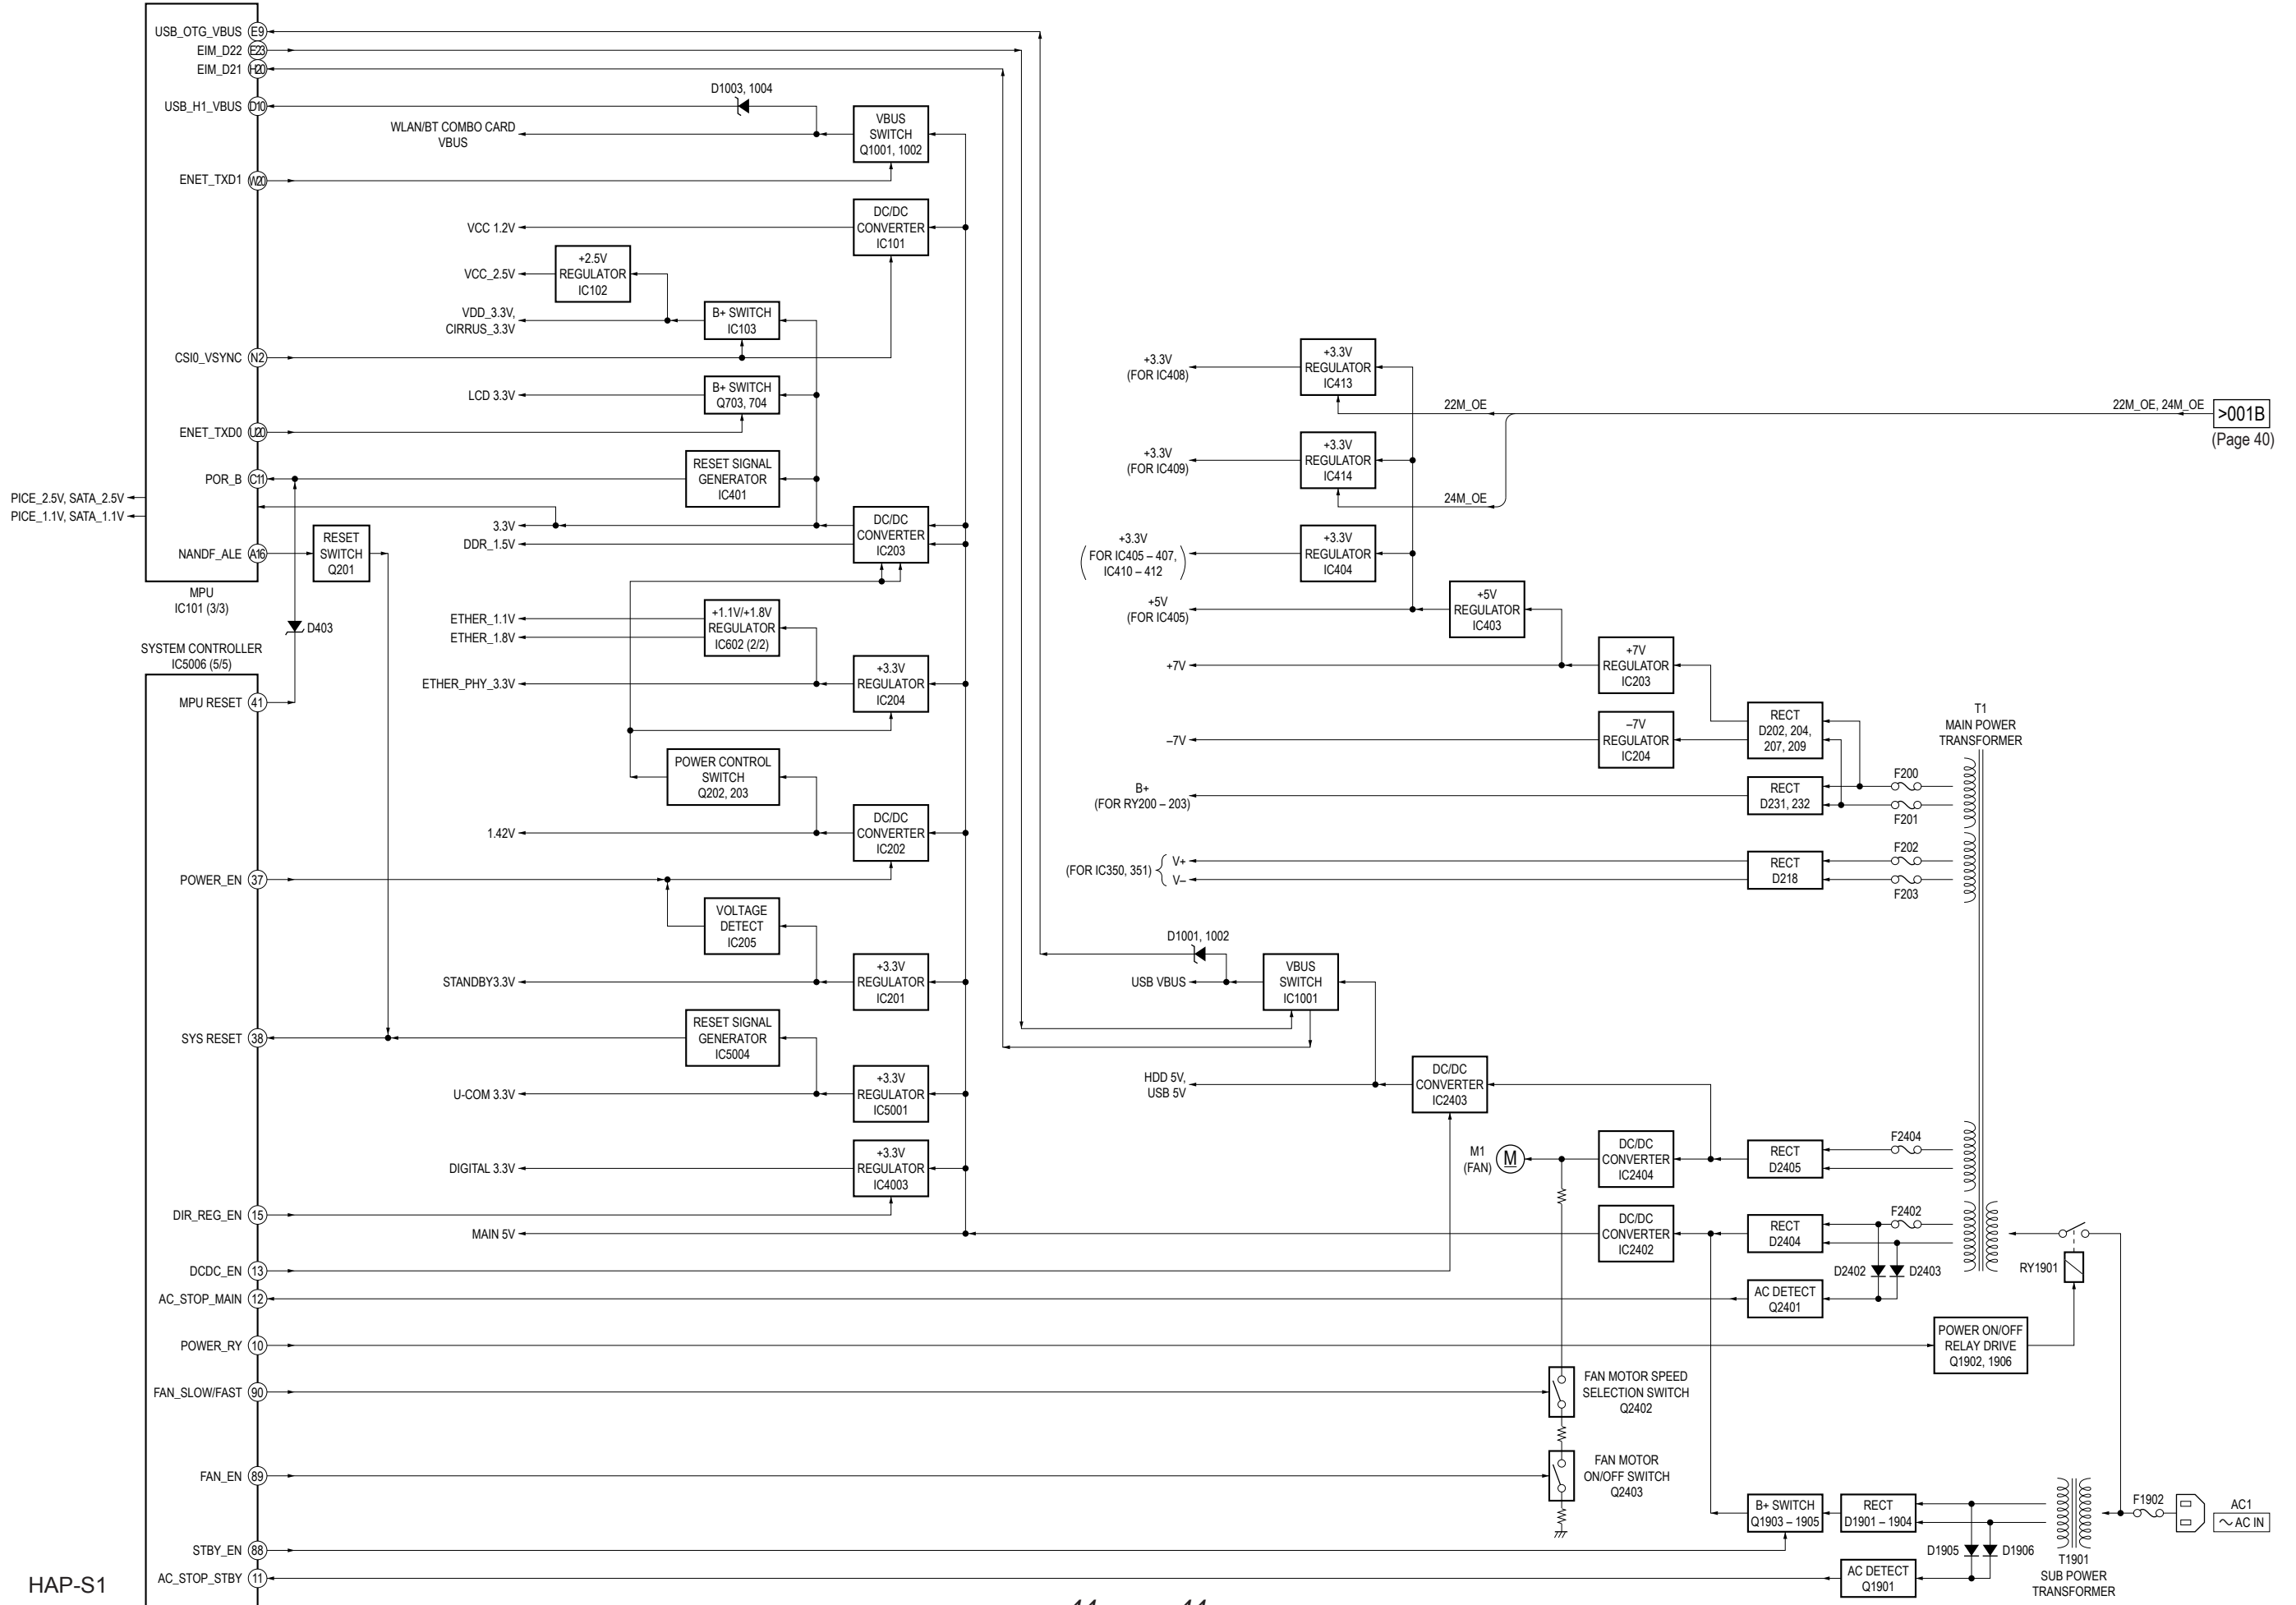 USB_OTG_VBUS E9
EIM_D22 E23
EIM_D21 H20
USB_H1_VBUS D10
ENET_TXD1 W20
CSI0_VSYNC N2
ENET_TXD0 U20
POR_B C11
NANDF_ALE A16
PICE_2.5V, SATA_2.5V
PICE_1.1V, SATA_1.1V
MPU
IC101 (3/3)
RESET
SWITCH
Q201
D403
SYSTEM CONTROLLER
IC5006 (5/5)
MPU RESET 41
POWER_EN 37
SYS RESET 38
DIR_REG_EN 15
DCDC_EN 13
AC_STOP_MAIN 12
POWER_RY 10
FAN_SLOW/FAST 90
FAN_EN 89
STBY_EN 88
AC_STOP_STBY 11
HAP-S1
D1003, 1004
WLAN/BT COMBO CARD
VBUS
VBUS
SWITCH
Q1001, 1002
VCC 1.2V
DC/DC
CONVERTER
IC101
VCC_2.5V
+2.5V
REGULATOR
IC102
VDD_3.3V,
CIRRUS_3.3V
B+ SWITCH
IC103
LCD 3.3V
B+ SWITCH
Q703, 704
RESET SIGNAL
GENERATOR
IC401
3.3V
DDR_1.5V
DC/DC
CONVERTER
IC203
ETHER_1.1V
ETHER_1.8V
+1.1V/+1.8V
REGULATOR
IC602 (2/2)
ETHER_PHY_3.3V
+3.3V
REGULATOR
IC204
POWER CONTROL
SWITCH
Q202, 203
1.42V
DC/DC
CONVERTER
IC202
VOLTAGE
DETECT
IC205
STANDBY3.3V
+3.3V
REGULATOR
IC201
RESET SIGNAL
GENERATOR
IC5004
U-COM 3.3V
+3.3V
REGULATOR
IC5001
DIGITAL 3.3V
+3.3V
REGULATOR
IC4003
MAIN 5V
+3.3V
(FOR IC408)
+3.3V
REGULATOR
IC413
22M_OE
22M_OE, 24M_OE
>001B
(Page 40)
+3.3V
(FOR IC409)
+3.3V
REGULATOR
IC414
24M_OE
+3.3V
(FOR IC405 – 407,
IC410 – 412)
+3.3V
REGULATOR
IC404
+5V
(FOR IC405)
+5V
REGULATOR
IC403
+7V
+7V
REGULATOR
IC203
–7V
–7V
REGULATOR
IC204
RECT
D202, 204,
207, 209
T1
MAIN POWER
TRANSFORMER
B+
(FOR RY200 – 203)
RECT
D231, 232
F200
F201
(FOR IC350, 351)
V+
V–
RECT
D218
F202
F203
D1001, 1002
USB VBUS
VBUS
SWITCH
IC1001
HDD 5V,
USB 5V
DC/DC
CONVERTER
IC2403
M1
(FAN)
M
DC/DC
CONVERTER
IC2404
RECT
D2405
F2404
DC/DC
CONVERTER
IC2402
RECT
D2404
F2402
D2402
D2403
RY1901
AC DETECT
Q2401
POWER ON/OFF
RELAY DRIVE
Q1902, 1906
FAN MOTOR SPEED
SELECTION SWITCH
Q2402
FAN MOTOR
ON/OFF SWITCH
Q2403
B+ SWITCH
Q1903 – 1905
RECT
D1901 – 1904
F1902
AC1
~ AC IN
D1905
D1906
T1901
SUB POWER
TRANSFORMER
AC DETECT
Q1901